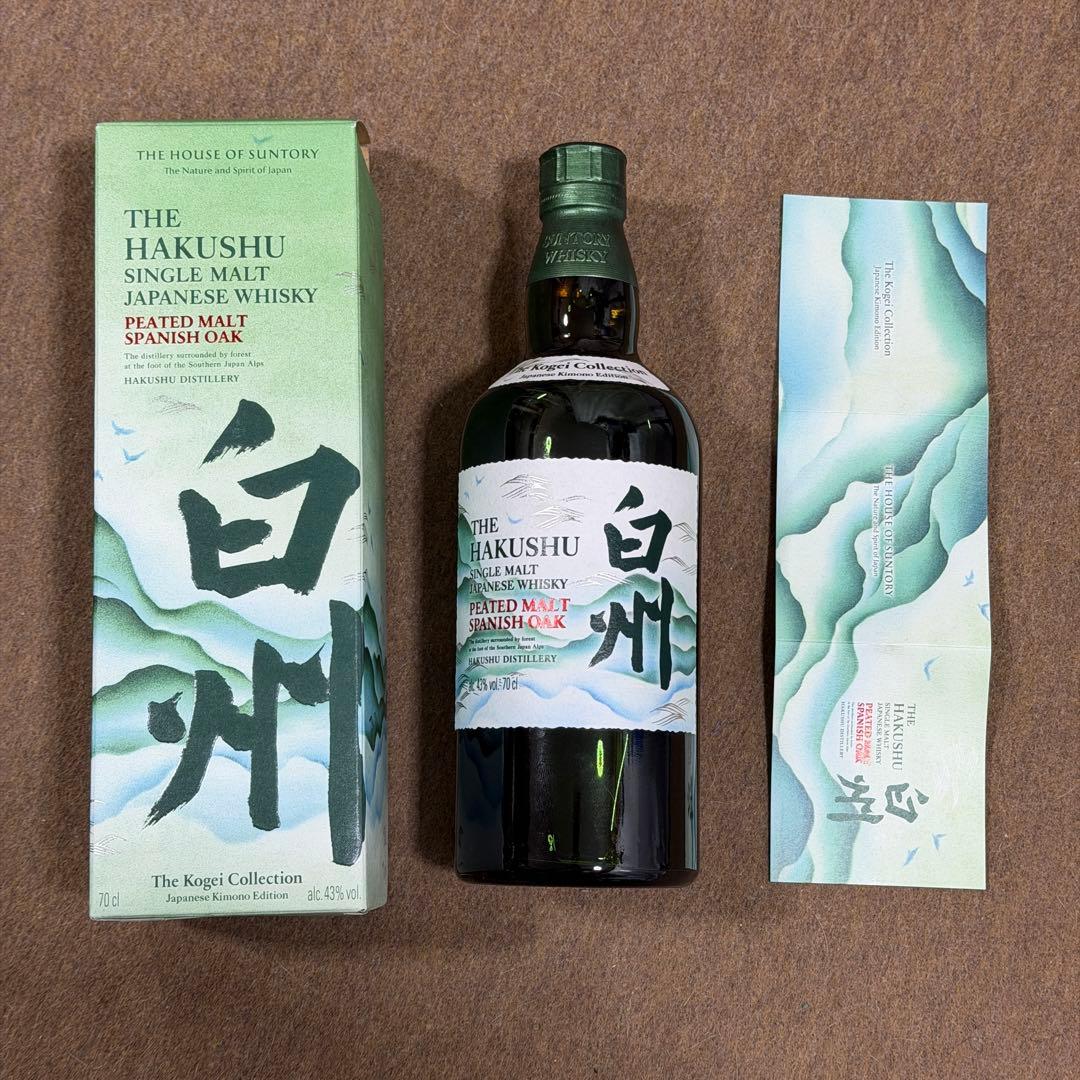 THE HOUSE OF SUNTORY
The Nature and Spirit of Japan
THE
HAKUSHU
SINGLE MALT
JAPANESE WHISKY
PEATED MALT
SPANISH OAK
The distillery surrounded by forest
at the foot of the Southern Japan Alps
HAKUSHU DISTILLERY
白州
The Kogei Collection
Japanese Kimono Edition
70 cl
alc. 43% vol.
SUNTORY
WHISKY
The Kogei Collection
Japanese Kimono Edition
THE
HAKUSHU
SINGLE MALT
JAPANESE WHISKY
PEATED MALT
SPANISH OAK
The distillery surrounded by forest
at the foot of the Southern Japan Alps
HAKUSHU DISTILLERY
alc. 43% vol. 70 cl
白州
The Kogei Collection
Japanese Kimono Edition
THE HOUSE OF SUNTORY
The Nature and Spirit of Japan
THE
HAKUSHU
SINGLE MALT
JAPANESE WHISKY
PEATED MALT
SPANISH OAK
HAKUSHU DISTILLERY
白州